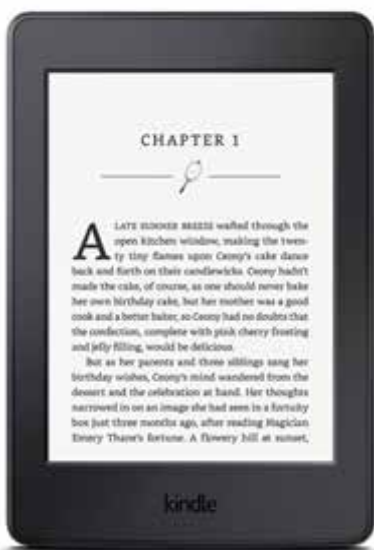 CHAPTER 1
A LATE SUMMER BREEZE wafted through the
open kitchen window, making the twen-
ty tiny flames upon Ceony's cake dance
back and forth on their candlewicks. Ceony hadn't
made the cake, of course, as one should never bake
her own birthday cake, but her mother was a good
cook and a better baker, so Ceony had no doubts that
the confection, complete with pink cherry frosting
and jelly filling, would be delicious.
But as her parents and three siblings sang her
birthday wishes, Ceony's mind wandered from the
dessert and the celebration at hand. Her thoughts
narrowed in on an image she had seen in a fortuity
box just three months ago, after reading Magician
Emery Thane's fortune. A flowery hill at sunset,
kindle